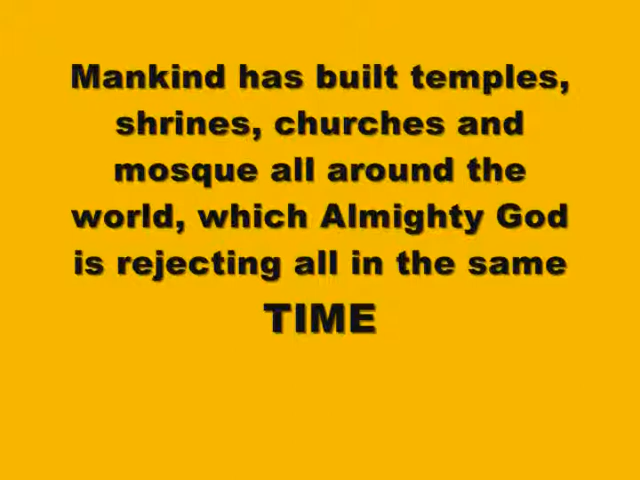 Mankind has built temples,
shrines, churches and
mosque all around the
world, which Almighty God
is rejecting all in the same
TIME